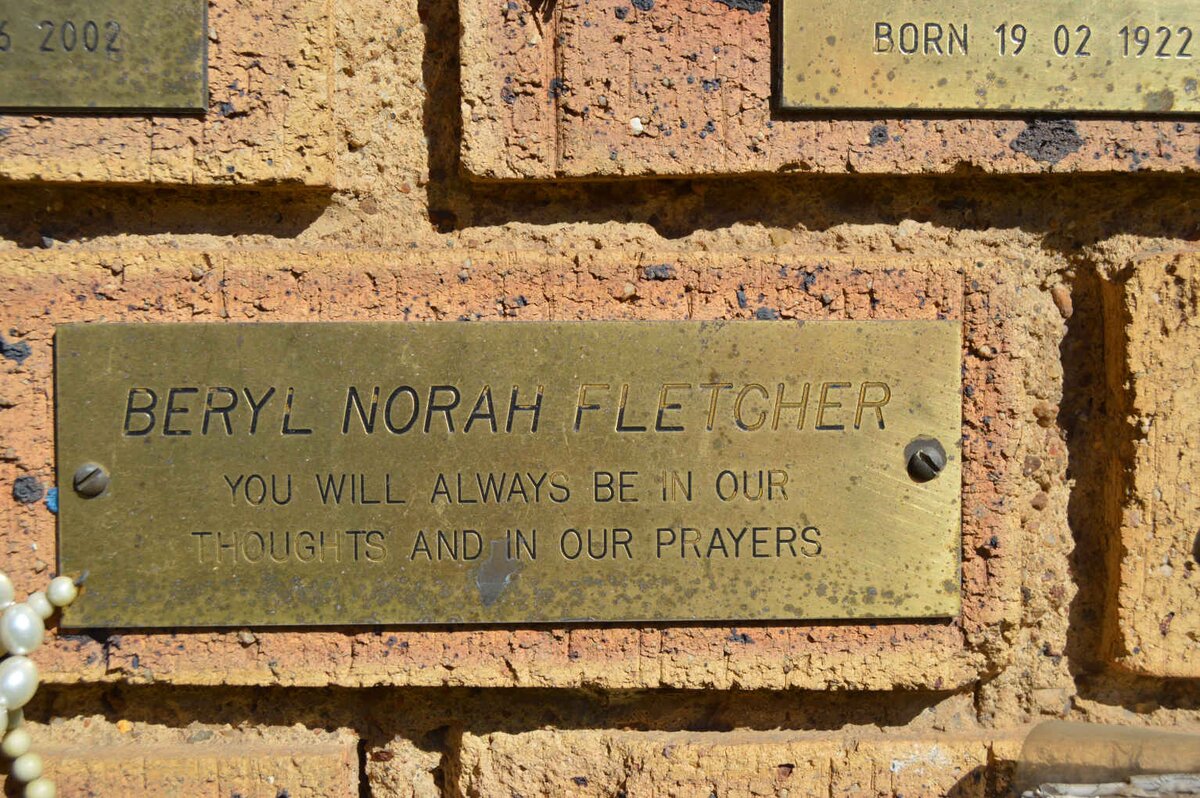 6 2002
BORN 19 02 1922
BERYL NORAH FLETCHER
YOU WILL ALWAYS BE IN OUR
THOUGHTS AND IN OUR PRAYERS